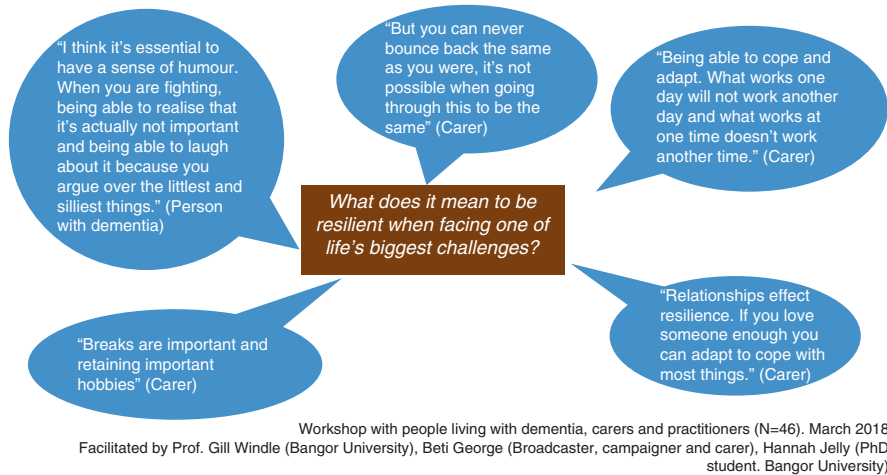 “I think it’s essential to
have a sense of humour.
When you are fighting,
being able to realise that
it’s actually not important
and being able to laugh
about it because you
argue over the littlest and
silliest things.” (Person
with dementia)
“But you can never
bounce back the same
as you were, it’s not
possible when going
through this to be the
same” (Carer)
“Being able to cope and
adapt. What works one
day will not work another
day and what works at
one time doesn’t work
another time.” (Carer)
What does it mean to be
resilient when facing one of
life’s biggest challenges?
“Breaks are important and
retaining important
hobbies” (Carer)
“Relationships effect
resilience. If you love
someone enough you
can adapt to cope with
most things.” (Carer)
Workshop with people living with dementia, carers and practitioners (N=46). March 2018
Facilitated by Prof. Gill Windle (Bangor University), Beti George (Broadcaster, campaigner and carer), Hannah Jelly (PhD
student. Bangor University)